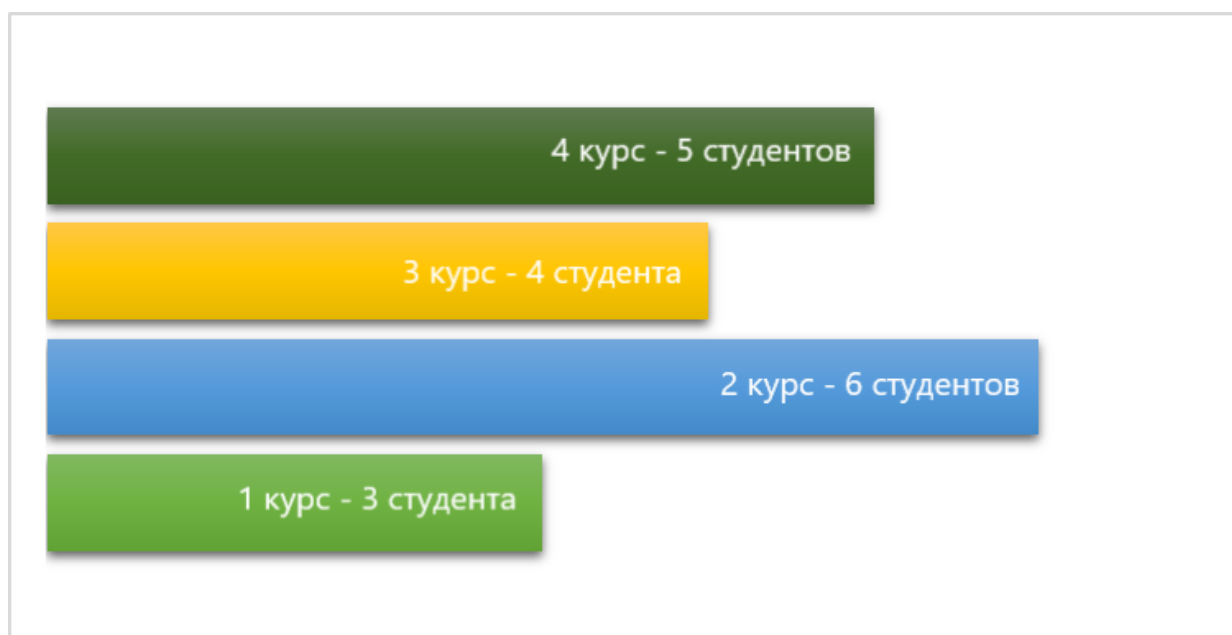 4 курс - 5 студентов
3 курс - 4 студента
2 курс - 6 студентов
1 курс - 3 студента